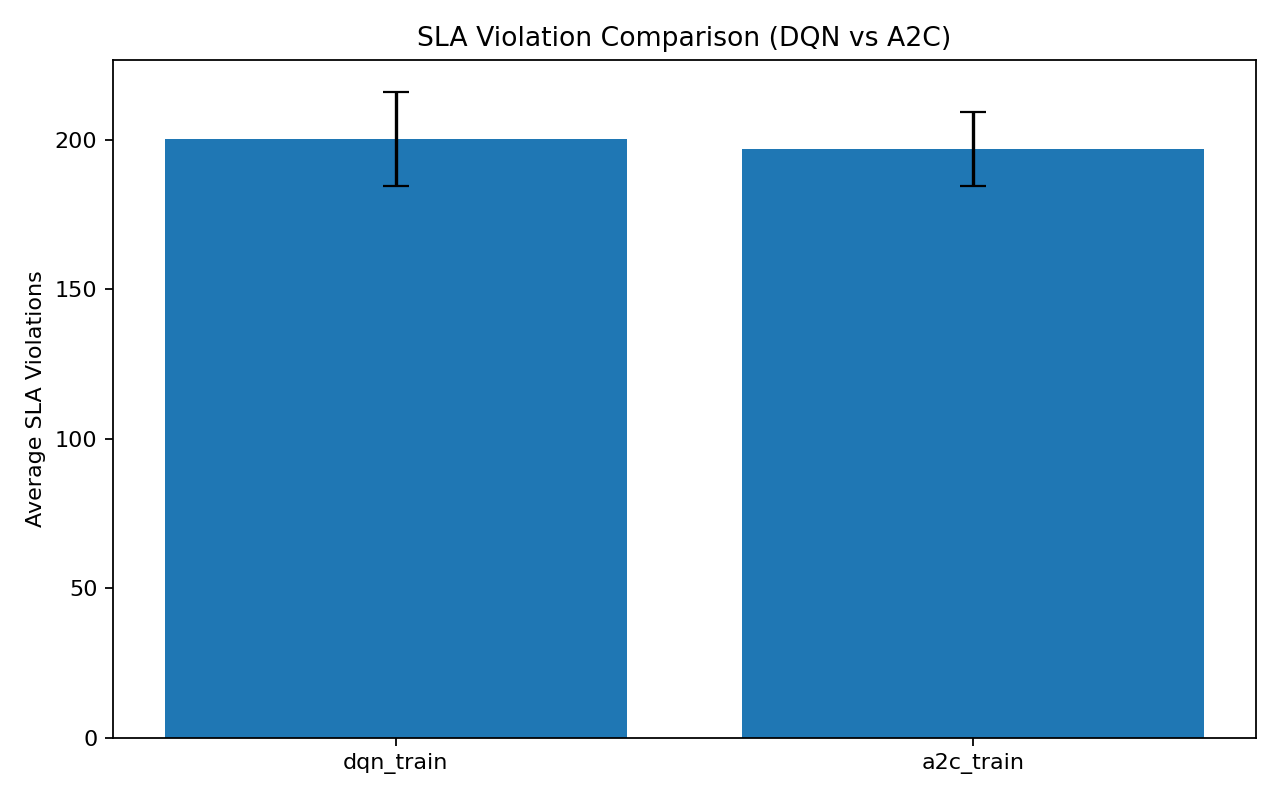 SLA Violation Comparison (DQN vs A2C)
Average SLA Violations
200
150
100
50
0
dqn_train
a2c_train